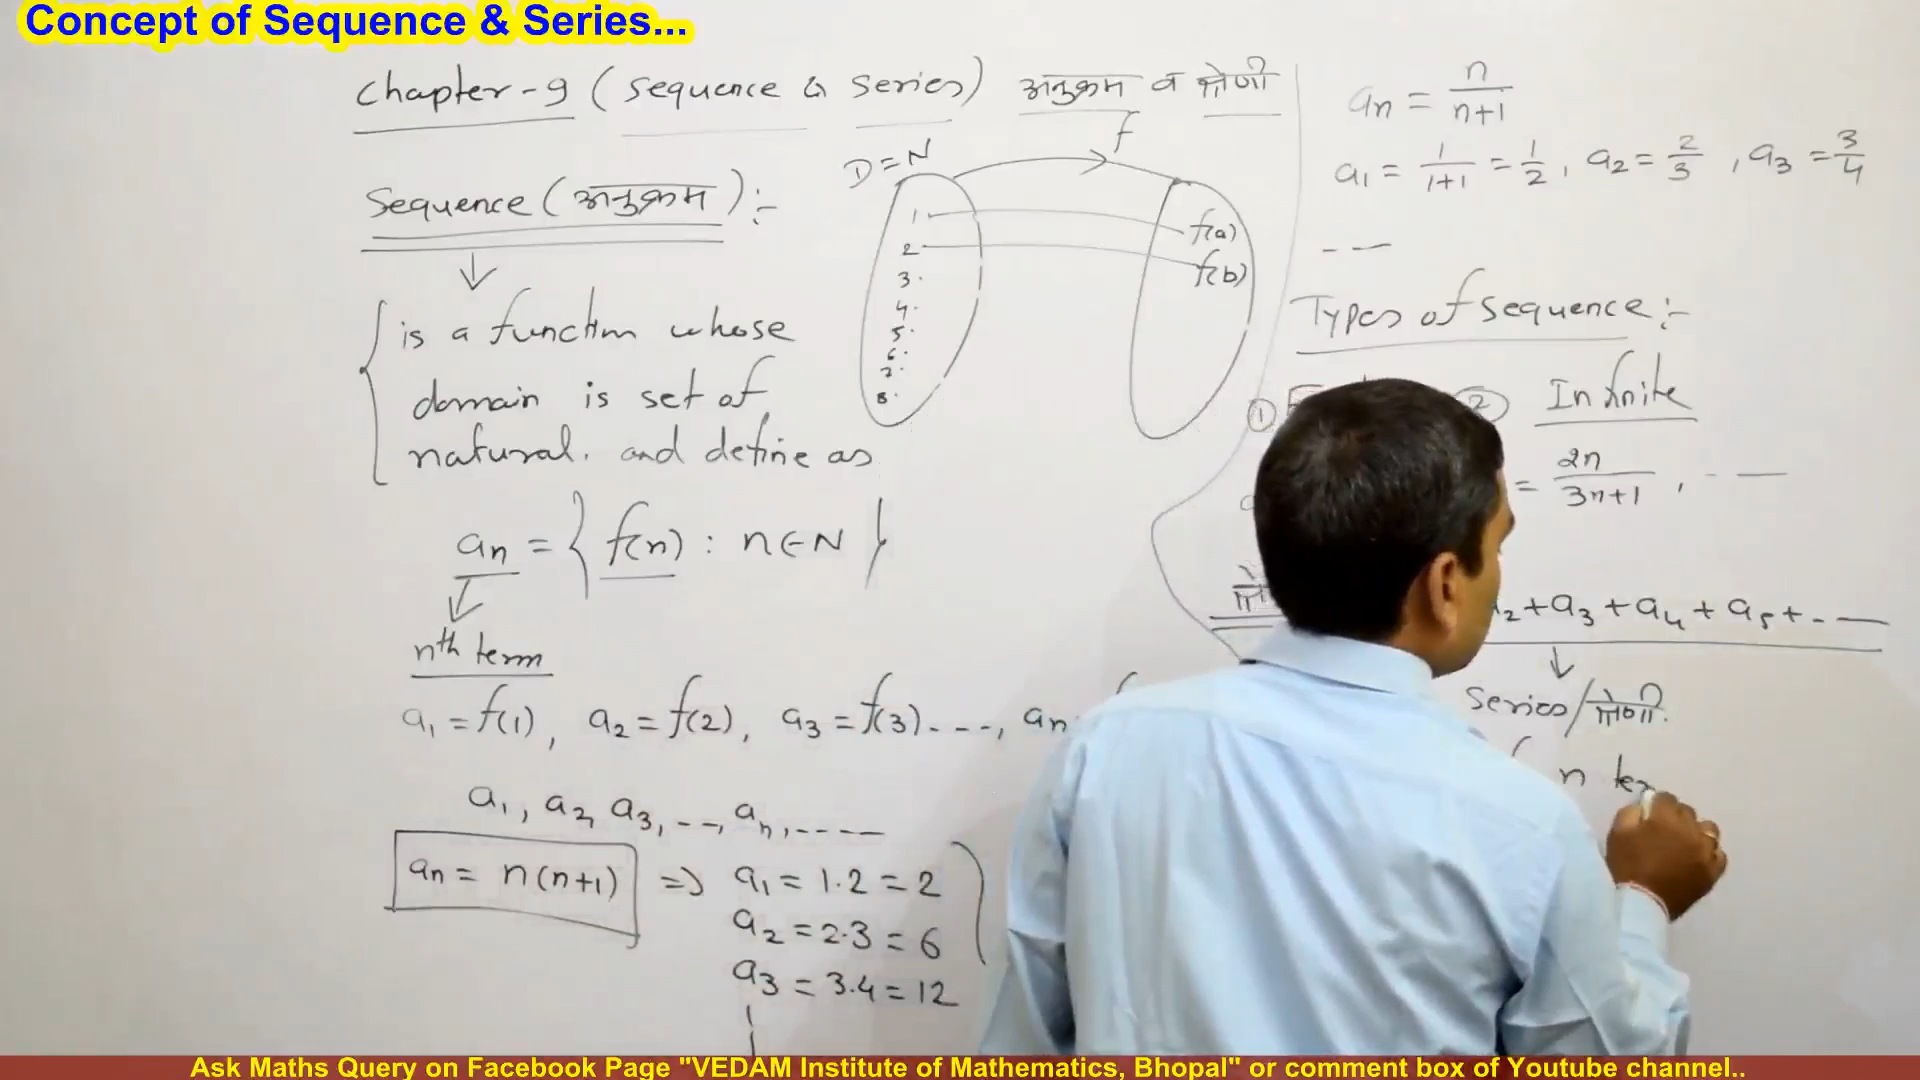 Concept of Sequence & Series...
Chapter-9 (Sequence & Series) अनुक्रम व श्रेणी
Sequence (अनुक्रम) :-
is a function whose
domain is set of
natural. and define as
an = { f(n) : n∈N }
nth term
a1 = f(1), a2 = f(2), a3 = f(3)---, an
a1, a2, a3, --, an, ----
an = n(n+1) => a1 = 1.2 = 2
a2 = 2.3 = 6
a3 = 3.4 = 12
D=N
f
1
2
3.
4.
5.
6.
7.
8.
f(a)
f(b)
an = n/n+1
a1 = 1/1+1 = 1/2, a2 = 2/3, a3 = 3/4
---
Types of sequence :-
① ② Infinite
= 2n/3n+1, - —
2+a3+a4+a5+---
Series/श्रेणी.
n ter
Ask Maths Query on Facebook Page "VEDAM Institute of Mathematics, Bhopal" or comment box of Youtube channel..